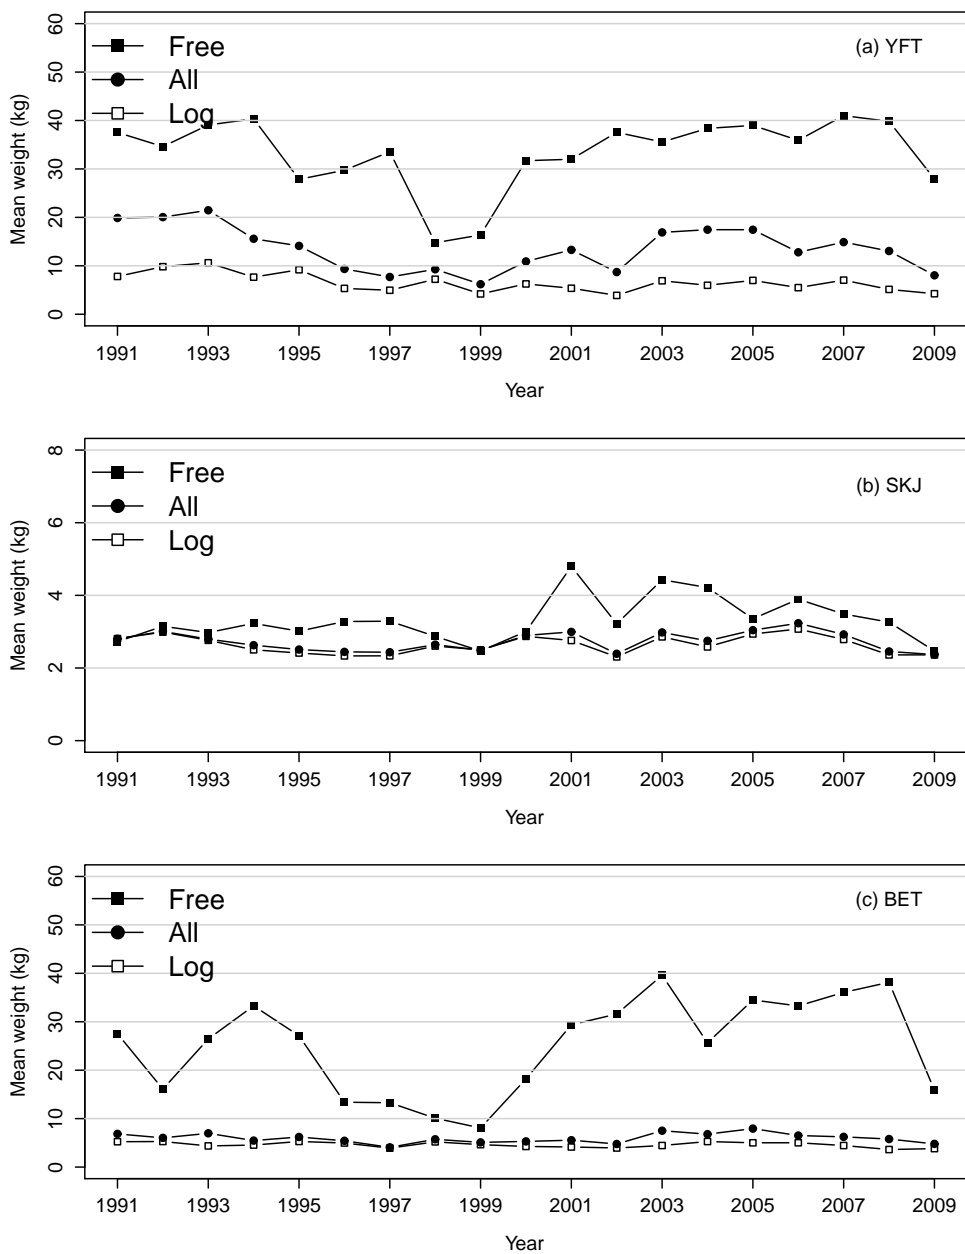 60
50
40
30
20
10
0
Mean weight (kg)
Free
All
Log
(a) YFT
1991 1993 1995 1997 1999 2001 2003 2005 2007 2009
Year
8
6
4
2
0
Mean weight (kg)
Free
All
Log
(b) SKJ
1991 1993 1995 1997 1999 2001 2003 2005 2007 2009
Year
60
50
40
30
20
10
0
Mean weight (kg)
Free
All
Log
(c) BET
1991 1993 1995 1997 1999 2001 2003 2005 2007 2009
Year